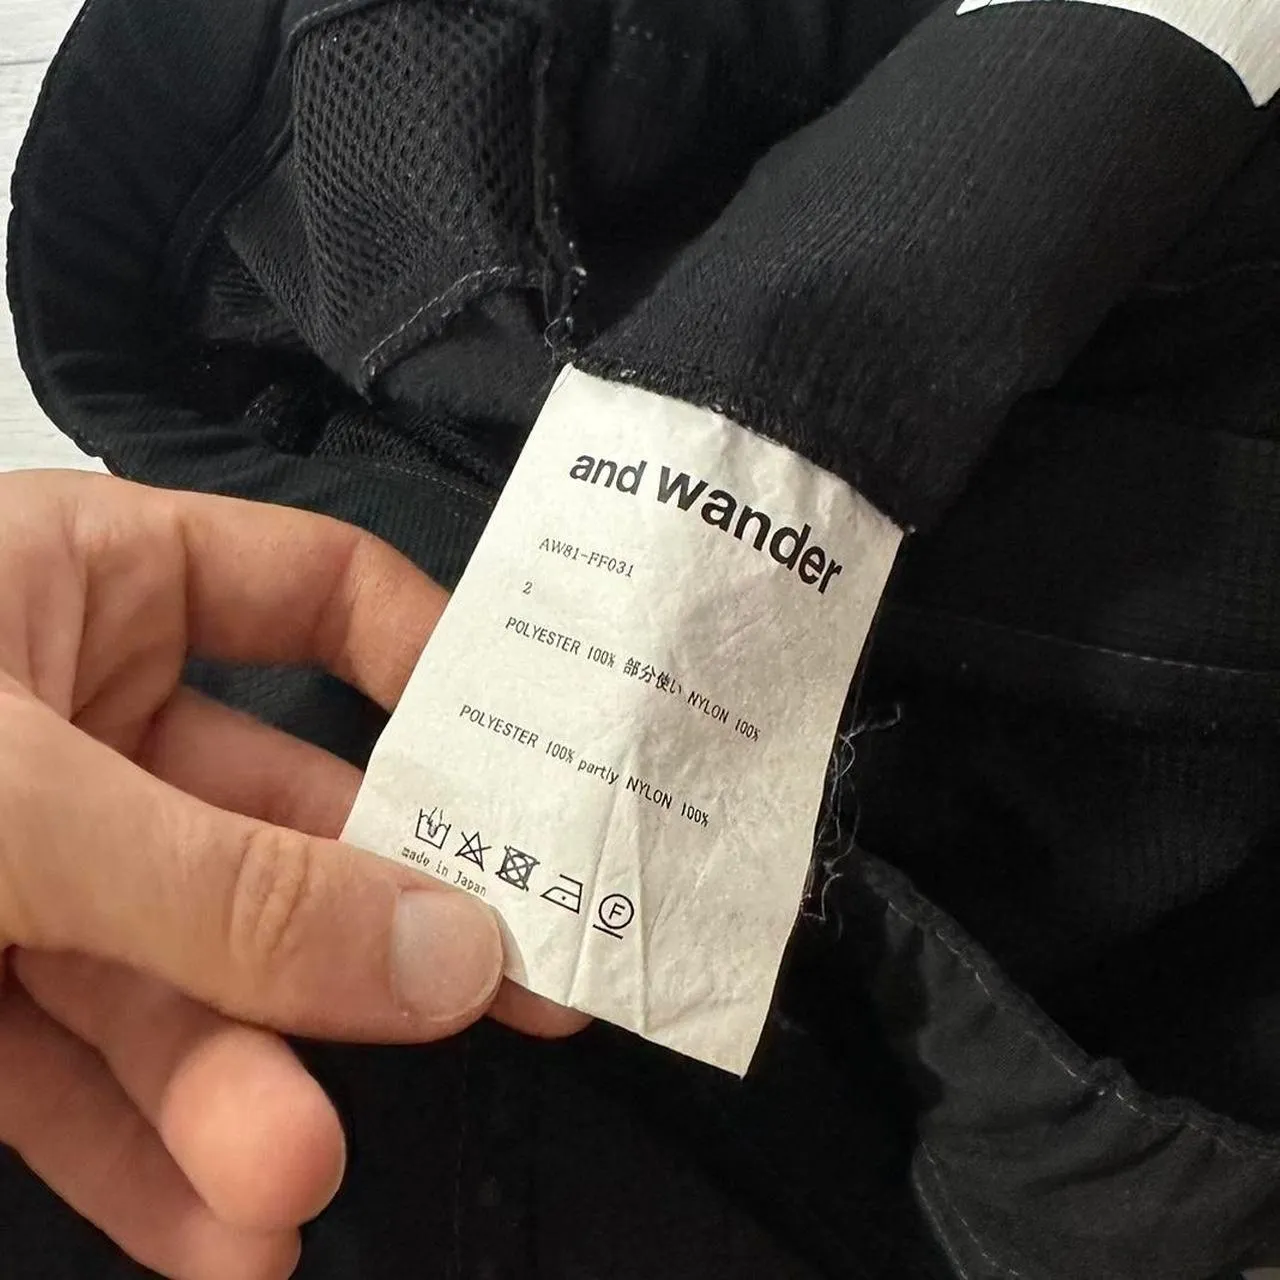 and wander
AW81-FF031
2
POLYESTER 100% 部分使い NYLON 100%
POLYESTER 100% partly NYLON 100%
made in Japan
F